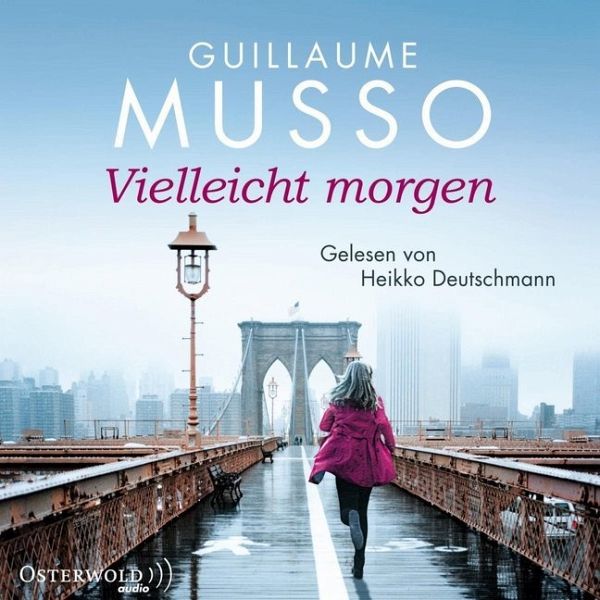 GUILLAUME
MUSSO
Vielleicht morgen
Gelesen von
Heikko Deutschmann
OSTERWOLD
audio